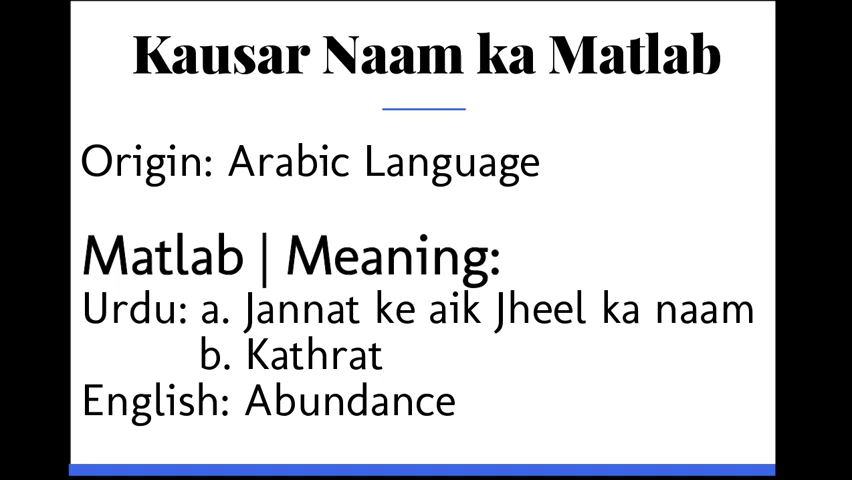 Kausar Naam ka Matlab
Origin: Arabic Language
Matlab | Meaning:
Urdu: a. Jannat ke aik Jheel ka naam
b. Kathrat
English: Abundance